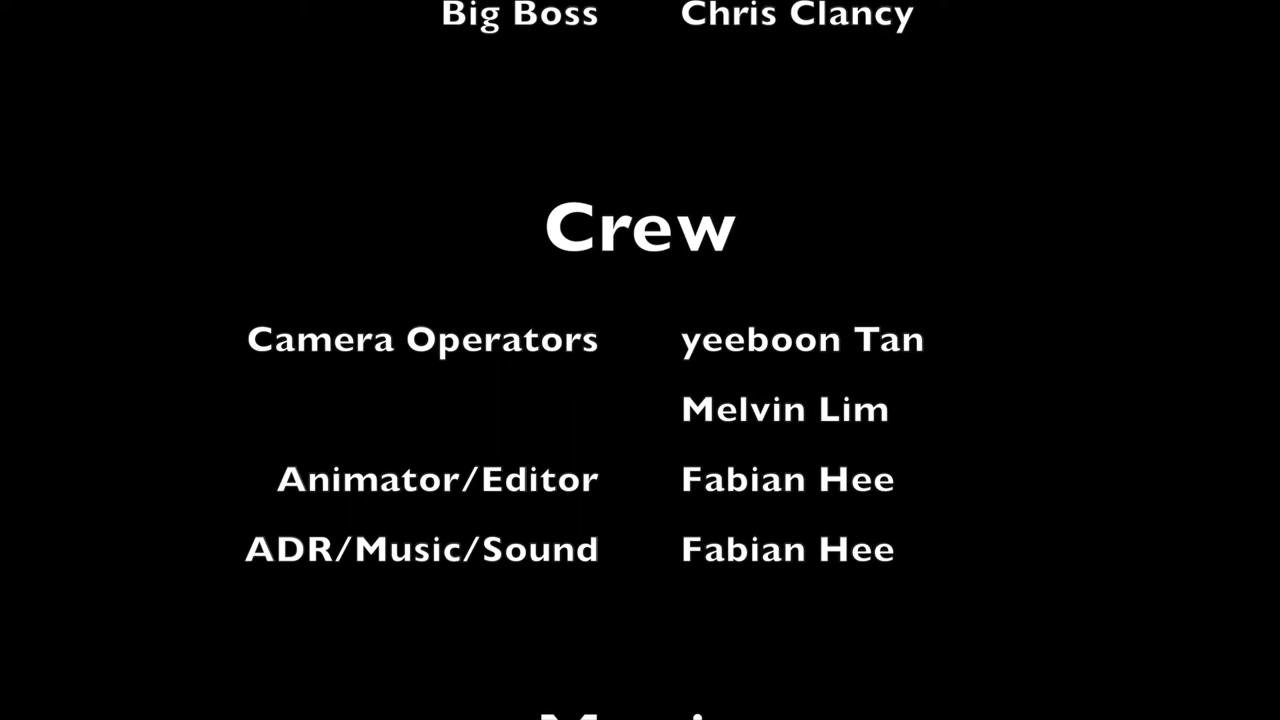 Big Boss Chris Clancy
Crew
Camera Operators yeeboon Tan
Melvin Lim
Animator/Editor Fabian Hee
ADR/Music/Sound Fabian Hee